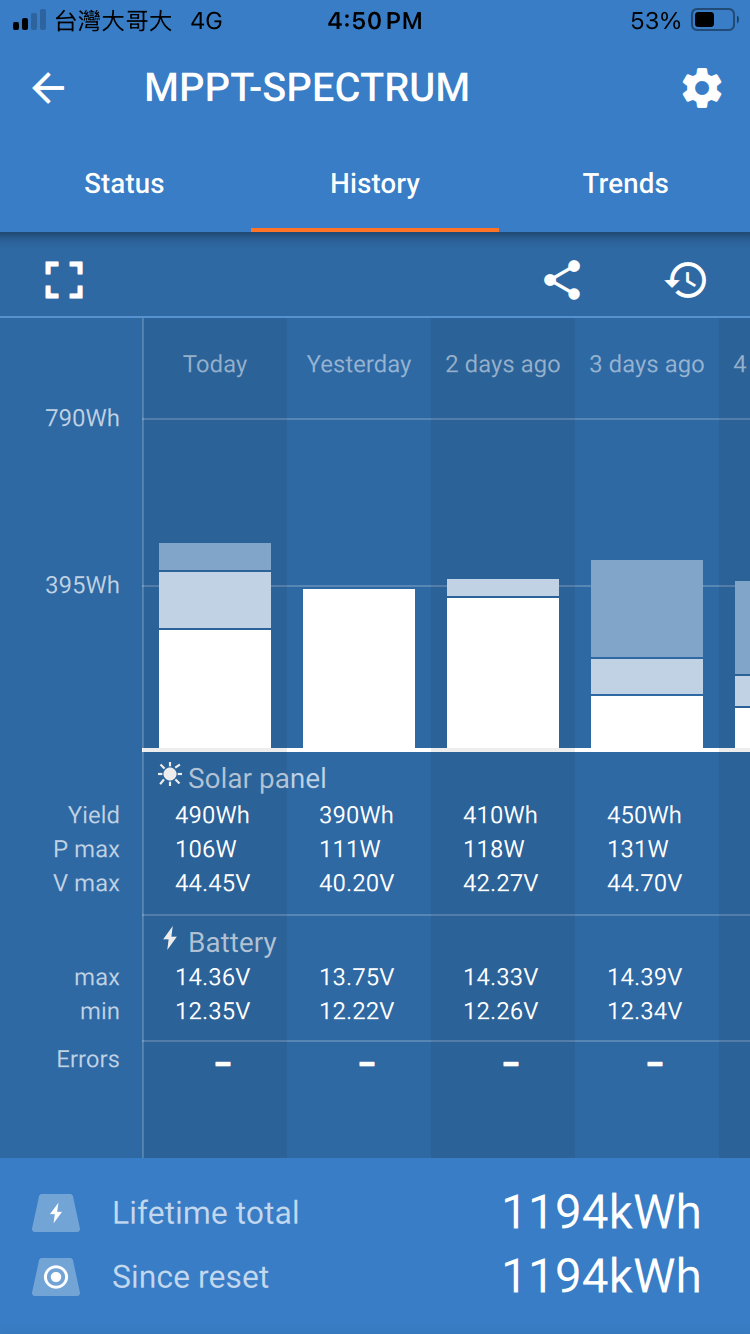 台灣大哥大 4G 4:50 PM 53%
MPPT-SPECTRUM
Status History Trends
Today Yesterday 2 days ago 3 days ago 4
790Wh
395Wh
Solar panel
Yield 490Wh 390Wh 410Wh 450Wh
P max 106W 111W 118W 131W
V max 44.45V 40.20V 42.27V 44.70V
Battery
max 14.36V 13.75V 14.33V 14.39V
min 12.35V 12.22V 12.26V 12.34V
Errors - - - -
Lifetime total 1194kWh
Since reset 1194kWh